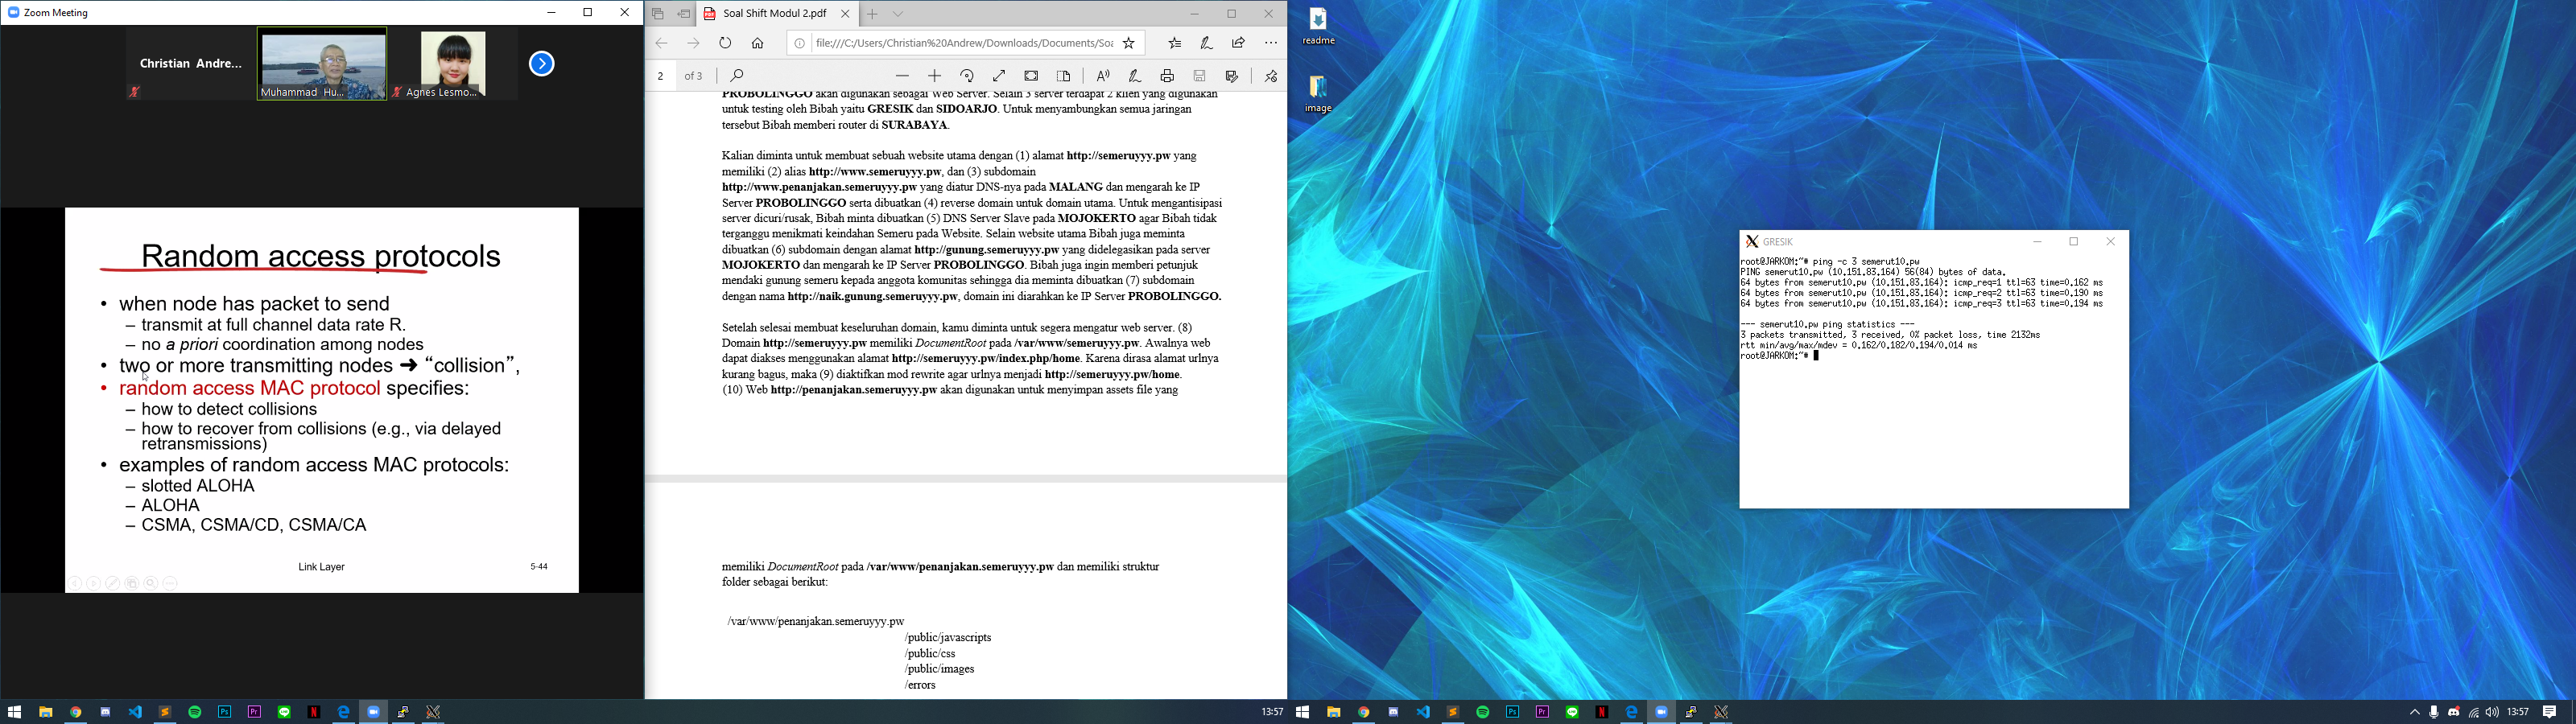 Zoom Meeting
Christian Andre...
Muhammad Hu...
Agnes Lesmo...
Random access protocols
• when node has packet to send
– transmit at full channel data rate R.
– no a priori coordination among nodes
• two or more transmitting nodes ➜ “collision”,
• random access MAC protocol specifies:
– how to detect collisions
– how to recover from collisions (e.g., via delayed
retransmissions)
• examples of random access MAC protocols:
– slotted ALOHA
– ALOHA
– CSMA, CSMA/CD, CSMA/CA
Link Layer
5-44
Soal Shift Modul 2.pdf
file:///C:/Users/Christian%20Andrew/Downloads/Documents/Soa
2 of 3
PROBOLINGGO akan digunakan sebagai Web Server. Selain 3 server terdapat 2 klien yang digunakan
untuk testing oleh Bibah yaitu GRESIK dan SIDOARJO. Untuk menyambungkan semua jaringan
tersebut Bibah memberi router di SURABAYA.
Kalian diminta untuk membuat sebuah website utama dengan (1) alamat http://semeruyyy.pw yang
memiliki (2) alias http://www.semeruyyy.pw, dan (3) subdomain
http://www.penanjakan.semeruyyy.pw yang diatur DNS-nya pada MALANG dan mengarah ke IP
Server PROBOLINGGO serta dibuatkan (4) reverse domain untuk domain utama. Untuk mengantisipasi
server dicuri/rusak, Bibah minta dibuatkan (5) DNS Server Slave pada MOJOKERTO agar Bibah tidak
terganggu menikmati keindahan Semeru pada Website. Selain website utama Bibah juga meminta
dibuatkan (6) subdomain dengan alamat http://gunung.semeruyyy.pw yang didelegasikan pada server
MOJOKERTO dan mengarah ke IP Server PROBOLINGGO. Bibah juga ingin memberi petunjuk
mendaki gunung semeru kepada anggota komunitas sehingga dia meminta dibuatkan (7) subdomain
dengan nama http://naik.gunung.semeruyyy.pw, domain ini diarahkan ke IP Server PROBOLINGGO.
Setelah selesai membuat keseluruhan domain, kamu diminta untuk segera mengatur web server. (8)
Domain http://semeruyyy.pw memiliki DocumentRoot pada /var/www/semeruyyy.pw. Awalnya web
dapat diakses menggunakan alamat http://semeruyyy.pw/index.php/home. Karena dirasa alamat urlnya
kurang bagus, maka (9) diaktifkan mod rewrite agar urlnya menjadi http://semeruyyy.pw/home.
(10) Web http://penanjakan.semeruyyy.pw akan digunakan untuk menyimpan assets file yang
memiliki DocumentRoot pada /var/www/penanjakan.semeruyyy.pw dan memiliki struktur
folder sebagai berikut:
/var/www/penanjakan.semeruyyy.pw
/public/javascripts
/public/css
/public/images
/errors
readme
image
GRESIK
root@JARKOM:~# ping -c 3 semerut10.pw
PING semerut10.pw (10.151.83.164) 56(84) bytes of data.
64 bytes from semerut10.pw (10.151.83.164): icmp_req=1 ttl=63 time=0.162 ms
64 bytes from semerut10.pw (10.151.83.164): icmp_req=2 ttl=63 time=0.190 ms
64 bytes from semerut10.pw (10.151.83.164): icmp_req=3 ttl=63 time=0.194 ms
--- semerut10.pw ping statistics ---
3 packets transmitted, 3 received, 0% packet loss, time 2132ms
rtt min/avg/max/mdev = 0.162/0.182/0.194/0.014 ms
root@JARKOM:~#
Ps
Pr
13:57
Ps
Pr
13:57